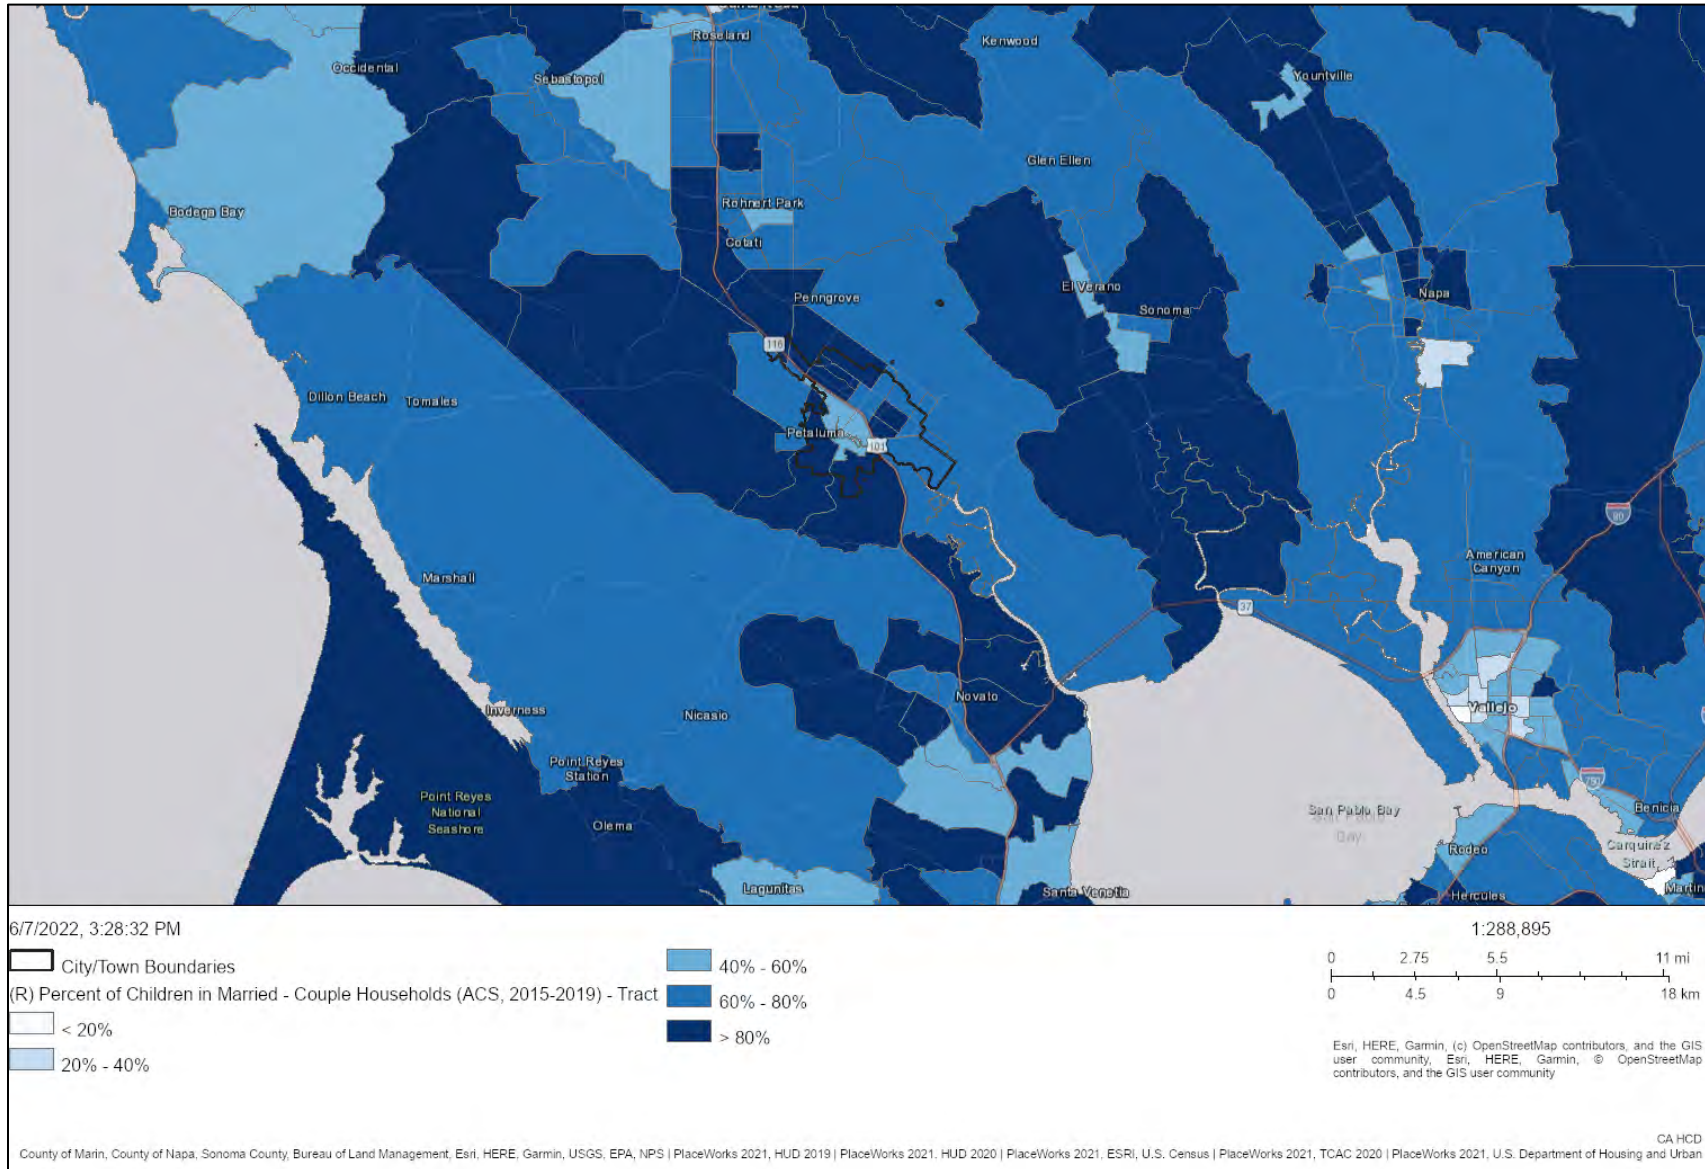 Santa Rosa
Roseland
Kenwood
Occidental
Sebastopol
Yountville
Glen Ellen
Bodega Bay
Rohnert Park
Cotati
El Verano
Sonoma
Napa
Penngrove
116
Dillon Beach
Tomales
Petaluma
101
80
American
Canyon
Marshall
37
Novato
Inverness
Nicasio
Vallejo
Point Reyes
Station
780
Point Reyes
National
Seashore
Olema
San Pablo Bay
Bay
Benicia
Rodeo
Carquinez
Strait
Lagunitas
Santa Venetia
Hercules
Martin
6/7/2022, 3:28:32 PM
City/Town Boundaries
(R) Percent of Children in Married - Couple Households (ACS, 2015-2019) - Tract
< 20%
20% - 40%
40% - 60%
60% - 80%
> 80%
1:288,895
0 2.75 5.5 11 mi
0 4.5 9 18 km
Esri, HERE, Garmin, (c) OpenStreetMap contributors, and the GIS
user community, Esri, HERE, Garmin, © OpenStreetMap
contributors, and the GIS user community
CA HCD
County of Marin, County of Napa, Sonoma County, Bureau of Land Management, Esri, HERE, Garmin, USGS, EPA, NPS | PlaceWorks 2021, HUD 2019 | PlaceWorks 2021, HUD 2020 | PlaceWorks 2021, ESRI, U.S. Census | PlaceWorks 2021, TCAC 2020 | PlaceWorks 2021, U.S. Department of Housing and Urban